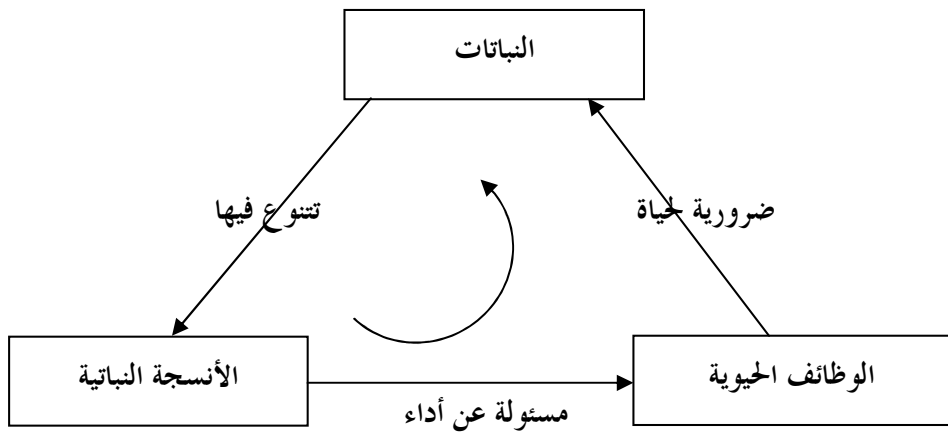 النباتات
تتنوع فيها
ضرورية لحياة
الأنسجة النباتية
الوظائف الحيوية
مسئولة عن أداء